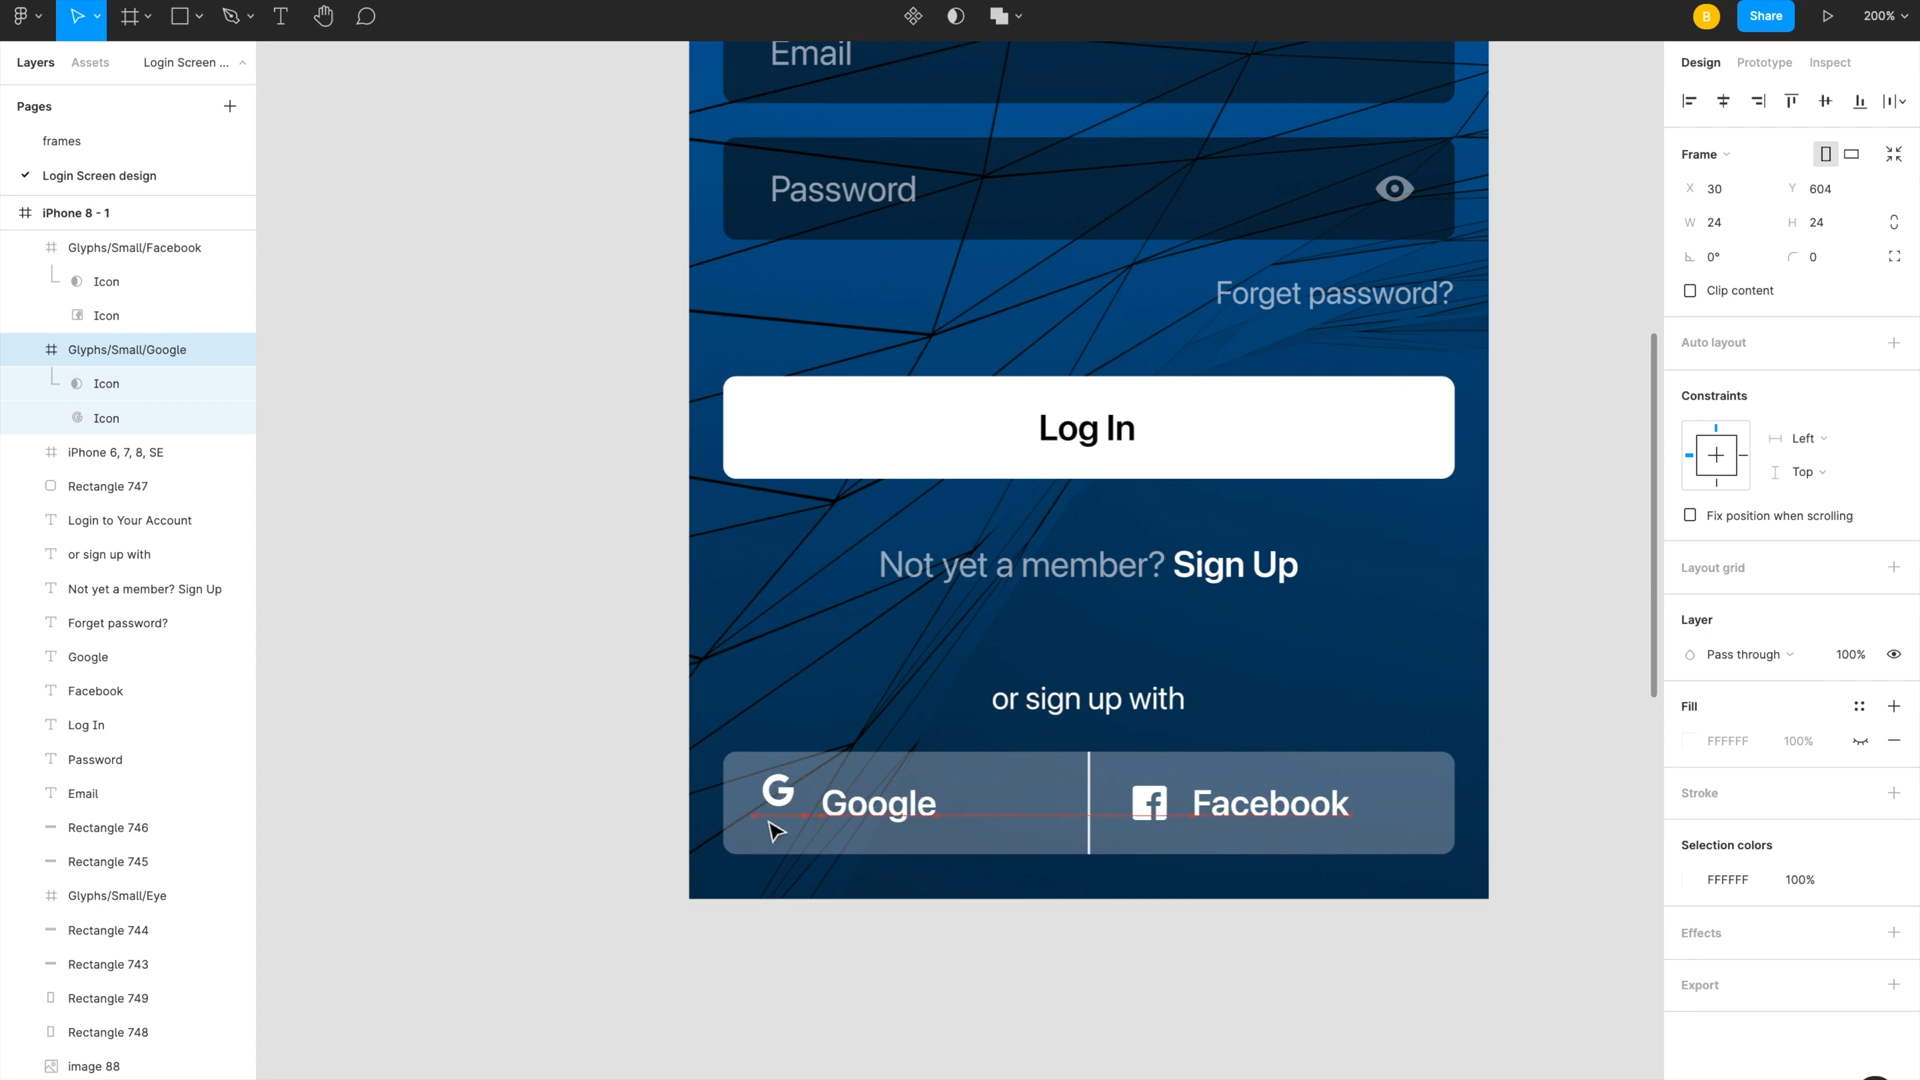 B
Share
200%
Layers
Assets
Login Screen ...
Pages
frames
Login Screen design
iPhone 8 - 1
Glyphs/Small/Facebook
Icon
Icon
Glyphs/Small/Google
Icon
Icon
iPhone 6, 7, 8, SE
Rectangle 747
Login to Your Account
or sign up with
Not yet a member? Sign Up
Forget password?
Google
Facebook
Log In
Password
Email
Rectangle 746
Rectangle 745
Glyphs/Small/Eye
Rectangle 744
Rectangle 743
Rectangle 749
Rectangle 748
image 88
Email
Password
Forget password?
Log In
Not yet a member? Sign Up
or sign up with
G Google
f Facebook
Design
Prototype
Inspect
Frame
X 30
Y 604
W 24
H 24
0°
0
Clip content
Auto layout
Constraints
Left
Top
Fix position when scrolling
Layout grid
Layer
Pass through
100%
Fill
FFFFFF
100%
Stroke
Selection colors
FFFFFF
100%
Effects
Export